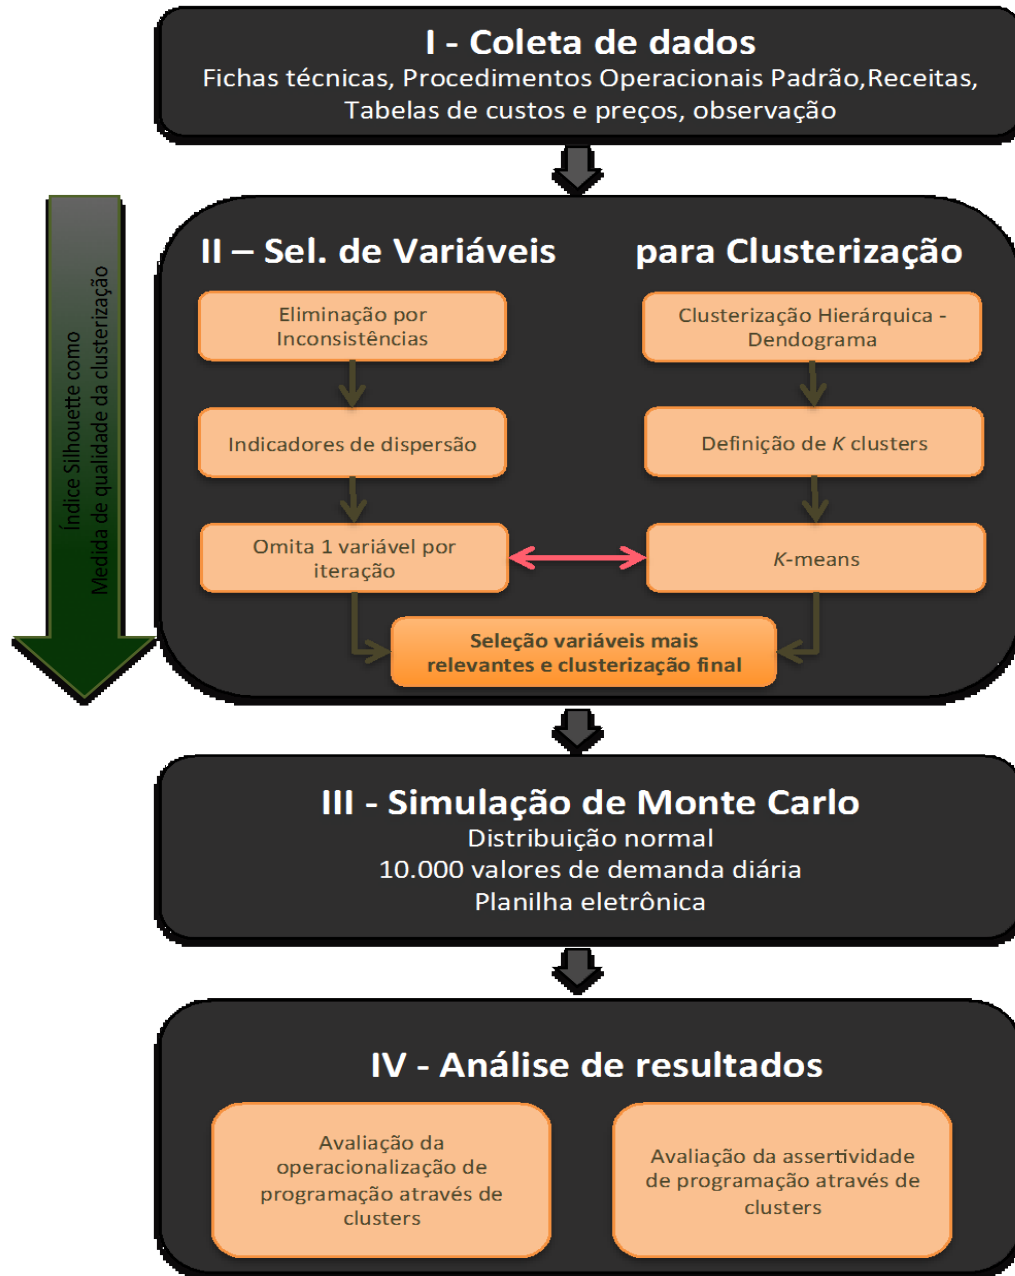 I - Coleta de dados
Fichas técnicas, Procedimentos Operacionais Padrão,Receitas,
Tabelas de custos e preços, observação
Índice Silhouette como
Medida de qualidade da clusterização
II – Sel. de Variáveis
para Clusterização
Eliminação por
Inconsistências
Indicadores de dispersão
Omita 1 variável por
iteração
Clusterização Hierárquica -
Dendograma
Definição de K clusters
K-means
Seleção variáveis mais
relevantes e clusterização final
III - Simulação de Monte Carlo
Distribuição normal
10.000 valores de demanda diária
Planilha eletrônica
IV - Análise de resultados
Avaliação da
operacionalização de
programação através de
clusters
Avaliação da assertividade
de programação através de
clusters